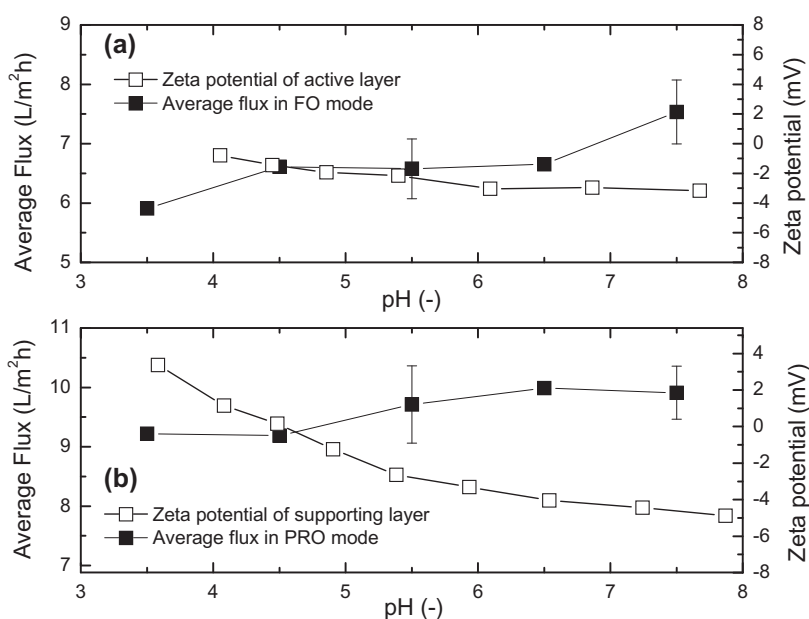 (a)
Zeta potential of active layer
Average flux in FO mode
Average Flux (L/m²h)
9
8
7
6
5
Zeta potential (mV)
8
6
4
2
0
-2
-4
-6
-8
3 4 5 6 7 8
pH (-)
(b)
Zeta potential of supporting layer
Average flux in PRO mode
Average Flux (L/m²h)
11
10
9
8
7
Zeta potential (mV)
4
2
0
-2
-4
-6
-8
3 4 5 6 7 8
pH (-)